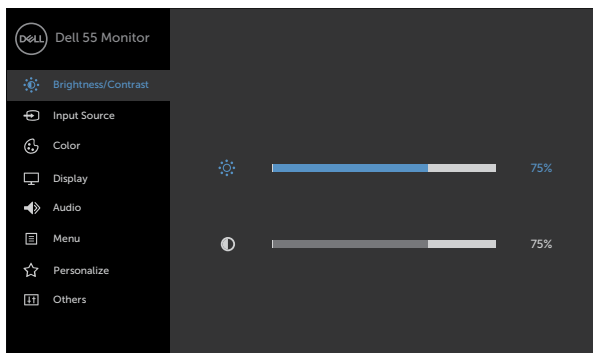 DELL
Dell 55 Monitor
Brightness/Contrast
Input Source
Color
Display
Audio
Menu
Personalize
Others
75%
75%